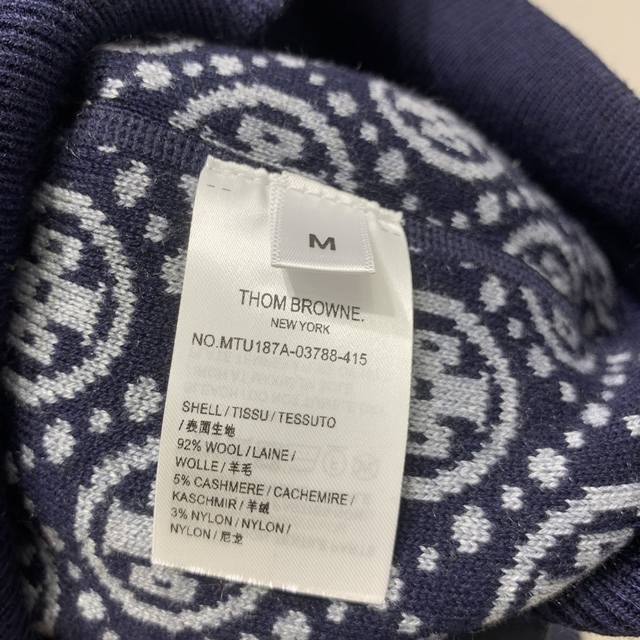 M
THOM BROWNE.
NEW YORK
NO.MTU187A-03788-415
SHELL/TISSU/TESSUTO
/表面生地
92% WOOL/LAINE/
WOLLE/羊毛
5% CASHMERE/CACHEMIRE/
KASCHMIR/羊绒
3% NYLON/NYLON/
NYLON/尼龙